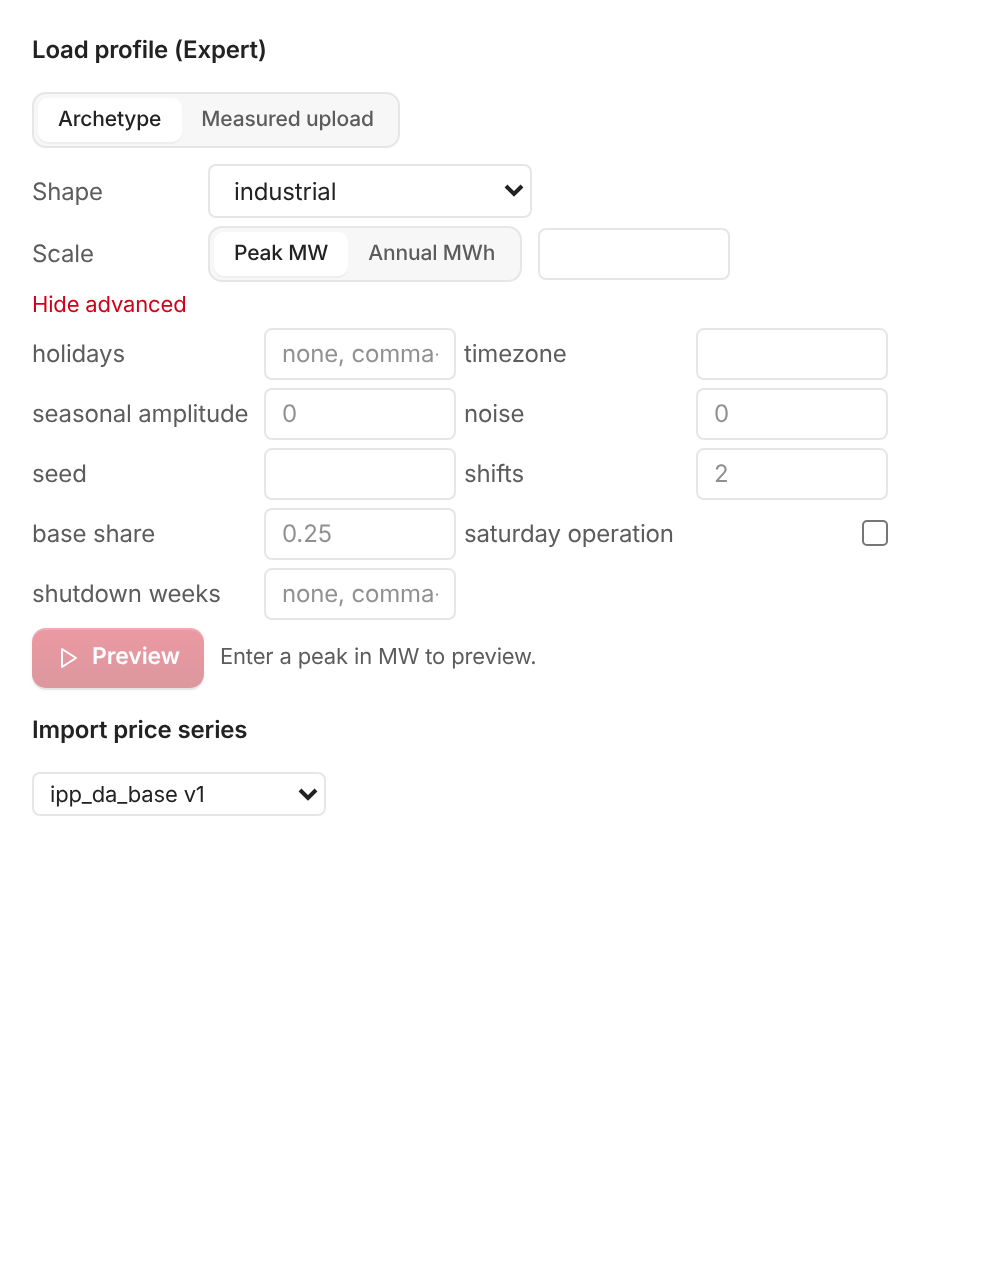 Load profile (Expert)
Archetype Measured upload
Shape industrial
Scale Peak MW Annual MWh
Hide advanced
holidays none, comma- timezone
seasonal amplitude 0 noise 0
seed shifts 2
base share 0.25 saturday operation
shutdown weeks none, comma-
Preview Enter a peak in MW to preview.
Import price series
ipp_da_base v1